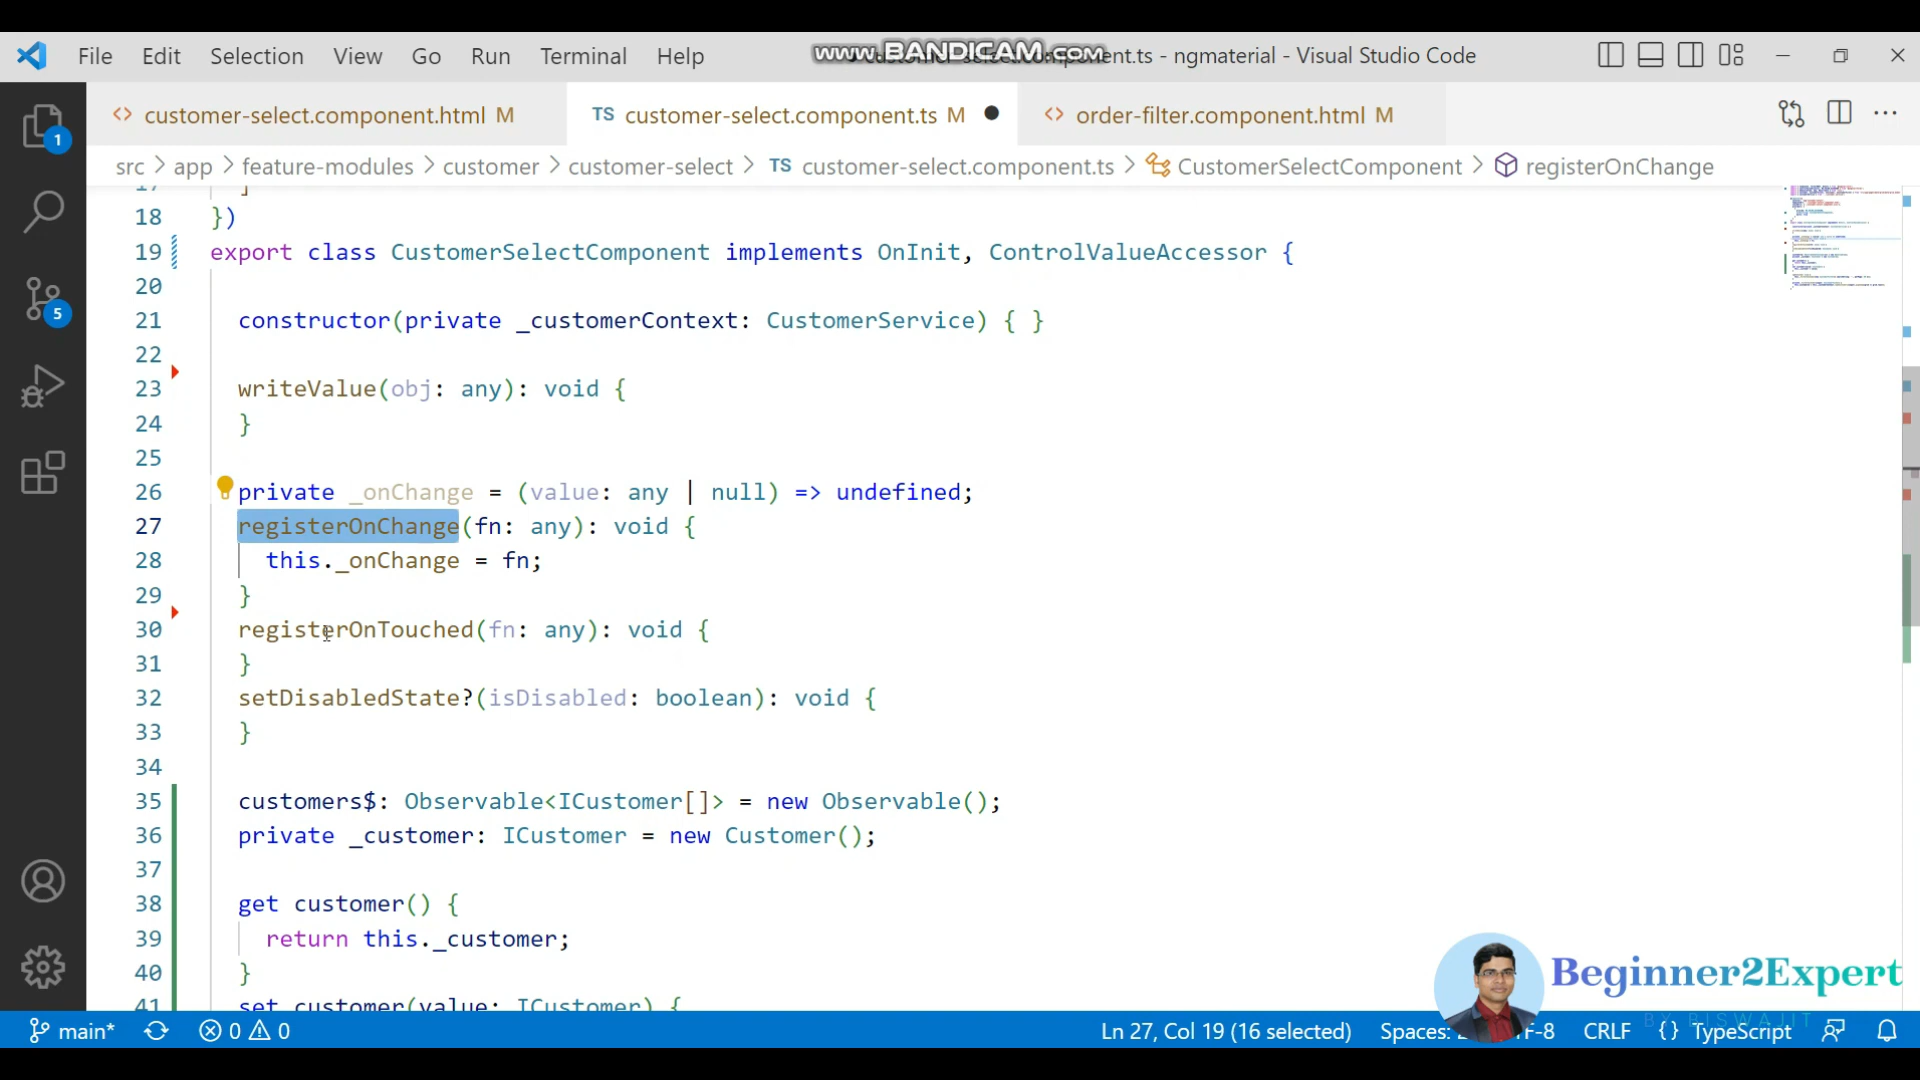 File Edit Selection View Go Run Terminal Help www.BANDICAM.com component.ts - ngmaterial - Visual Studio Code
<> customer-select.component.html M TS customer-select.component.ts M ● <> order-filter.component.html M
src > app > feature-modules > customer > customer-select > TS customer-select.component.ts > CustomerSelectComponent > registerOnChange
17 ]
18 })
19 export class CustomerSelectComponent implements OnInit, ControlValueAccessor {
20
21 constructor(private _customerContext: CustomerService) { }
22
23 writeValue(obj: any): void {
24 }
25
26 private _onChange = (value: any | null) => undefined;
27 registerOnChange(fn: any): void {
28 this._onChange = fn;
29 }
30 registerOnTouched(fn: any): void {
31 }
32 setDisabledState?(isDisabled: boolean): void {
33 }
34
35 customers$: Observable<ICustomer[]> = new Observable();
36 private _customer: ICustomer = new Customer();
37
38 get customer() {
39 return this._customer;
40 }
41 set customer(value: ICustomer) {
1
5
Beginner2Expert
BY BISWAJIT
main* 0 0 Ln 27, Col 19 (16 selected) Spaces: F-8 CRLF {} TypeScript